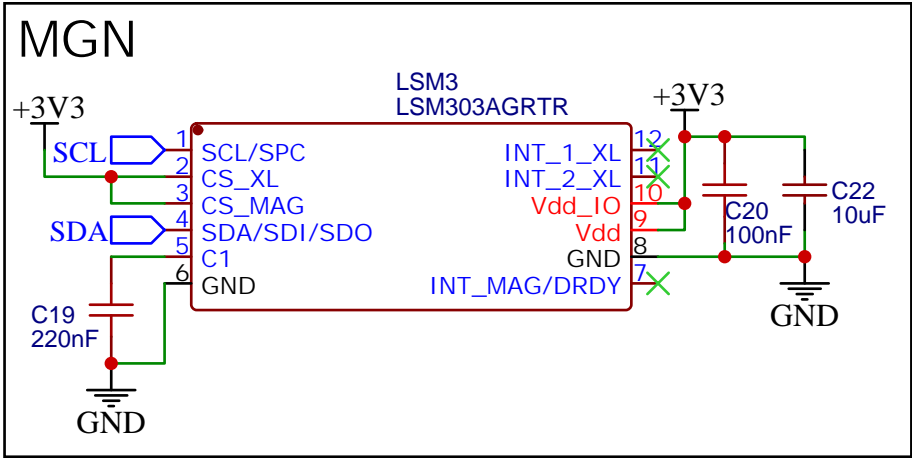 MGN
LSM3
LSM303AGRTR
+3V3
+3V3
SCL
1 SCL/SPC
2 CS_XL
3 CS_MAG
SDA
4 SDA/SDI/SDO
5 C1
6 GND
INT_1_XL 12
INT_2_XL 11
Vdd_IO 10
Vdd 9
GND 8
INT_MAG/DRDY 7
C20
100nF
C22
10uF
C19
220nF
GND
GND